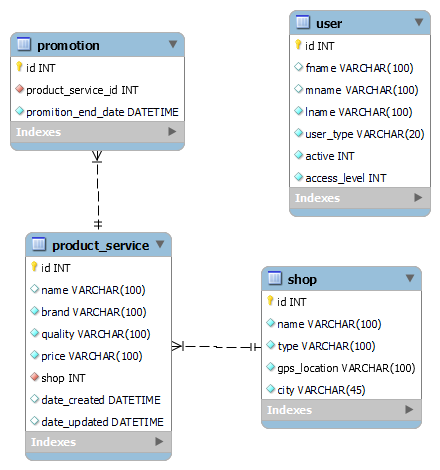 promotion
id INT
product_service_id INT
promition_end_date DATETIME
Indexes
user
id INT
fname VARCHAR(100)
mname VARCHAR(100)
lname VARCHAR(100)
user_type VARCHAR(20)
active INT
access_level INT
Indexes
product_service
id INT
name VARCHAR(100)
brand VARCHAR(100)
quality VARCHAR(100)
price VARCHAR(100)
shop INT
date_created DATETIME
date_updated DATETIME
Indexes
shop
id INT
name VARCHAR(100)
type VARCHAR(100)
gps_location VARCHAR(100)
city VARCHAR(45)
Indexes